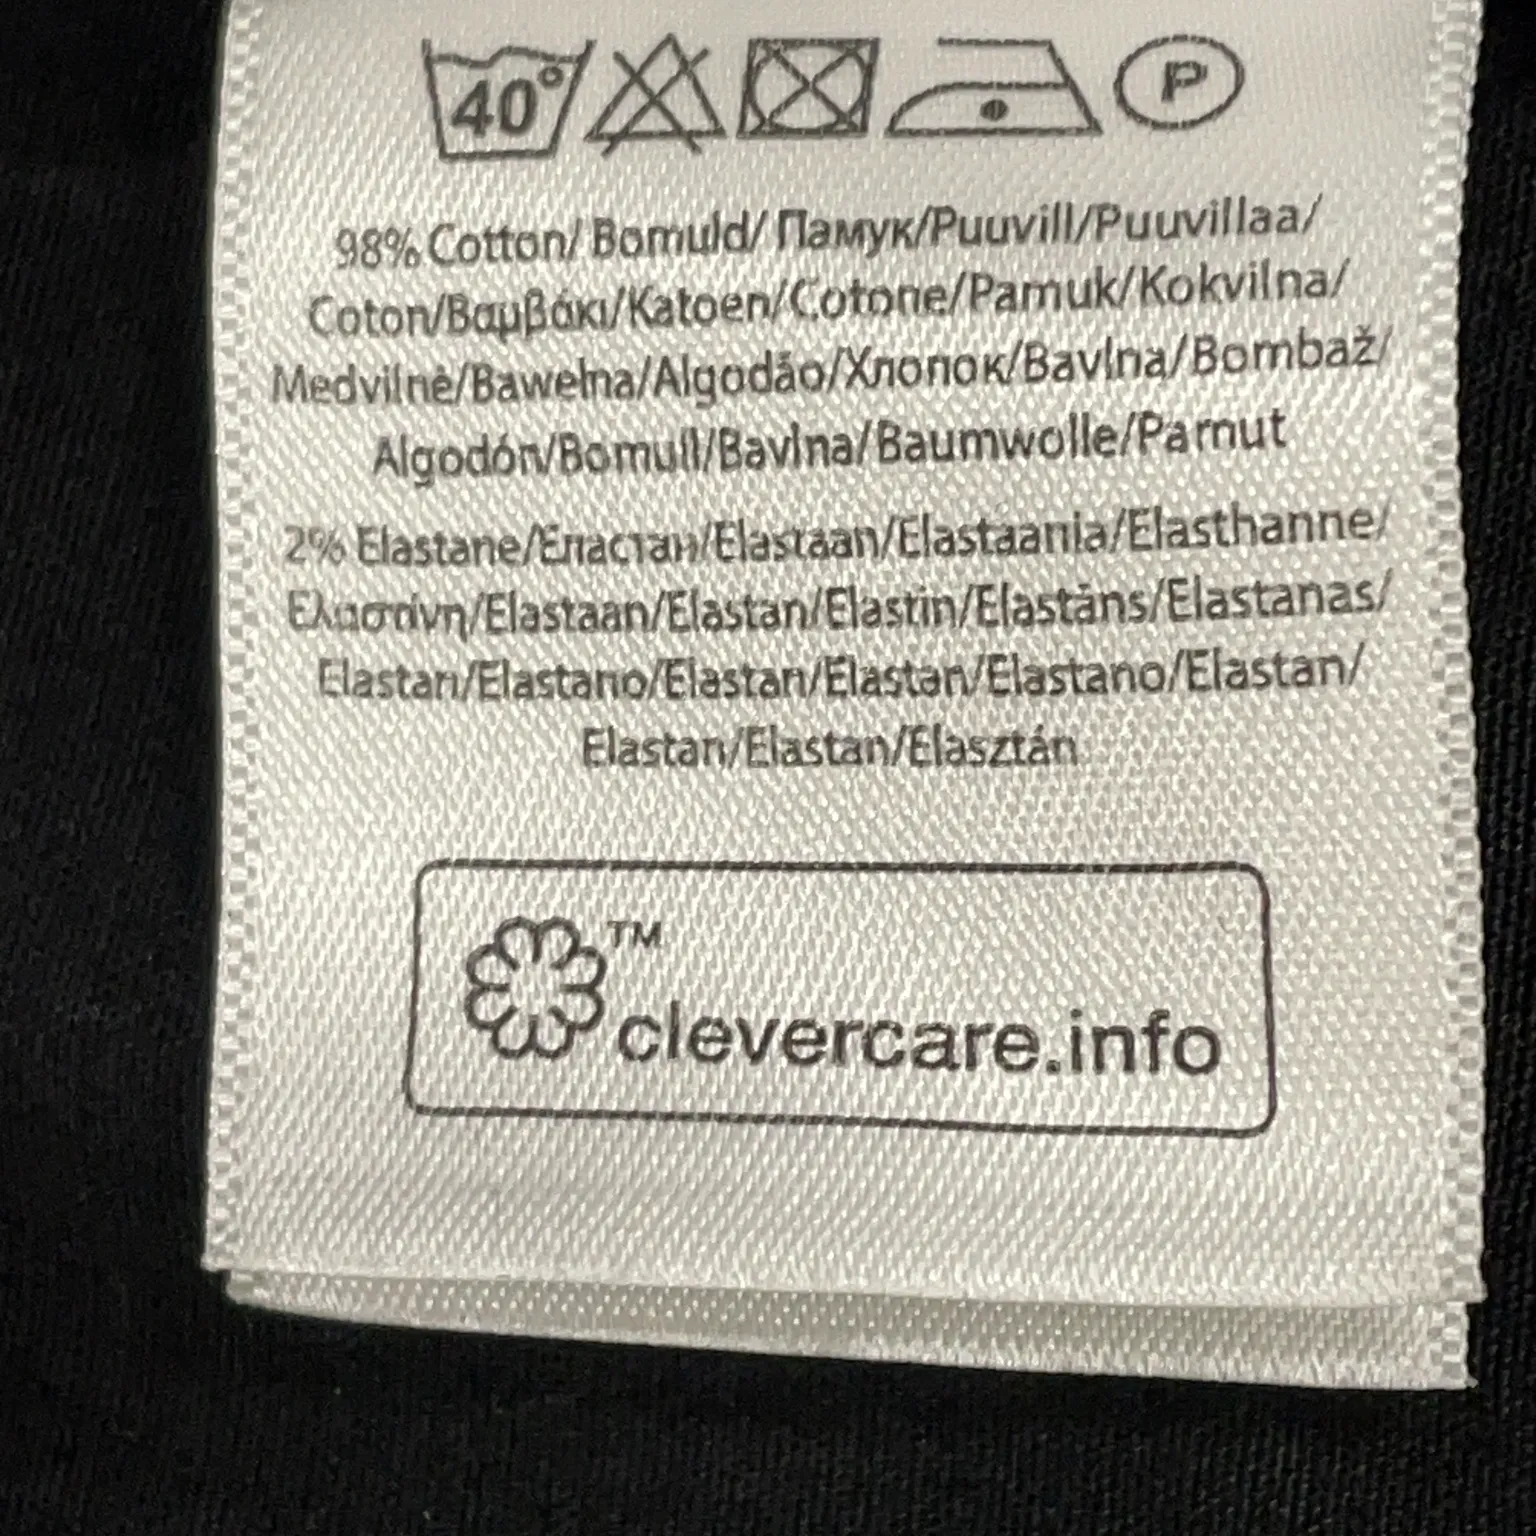 40°
P
98% Cotton/ Bomuld/ Памук/Puuvill/Puuvillaa/
Coton/Βαμβάκι/Katoen/Cotone/Pamuk/Kokvilna/
Medvilnė/Bawełna/Algodão/Хлопок/Bavlna/Bombaž/
Algodón/Bomull/Bavlna/Baumwolle/Pamut
2% Elastane/Еластан/Elastaan/Elastaania/Elasthanne/
Ελαστάνη/Elastaan/Elastan/Elastin/Elastāns/Elastanas/
Elastan/Elastano/Elastan/Elastan/Elastano/Elastan/
Elastan/Elastan/Elasztán
TM
clevercare.info